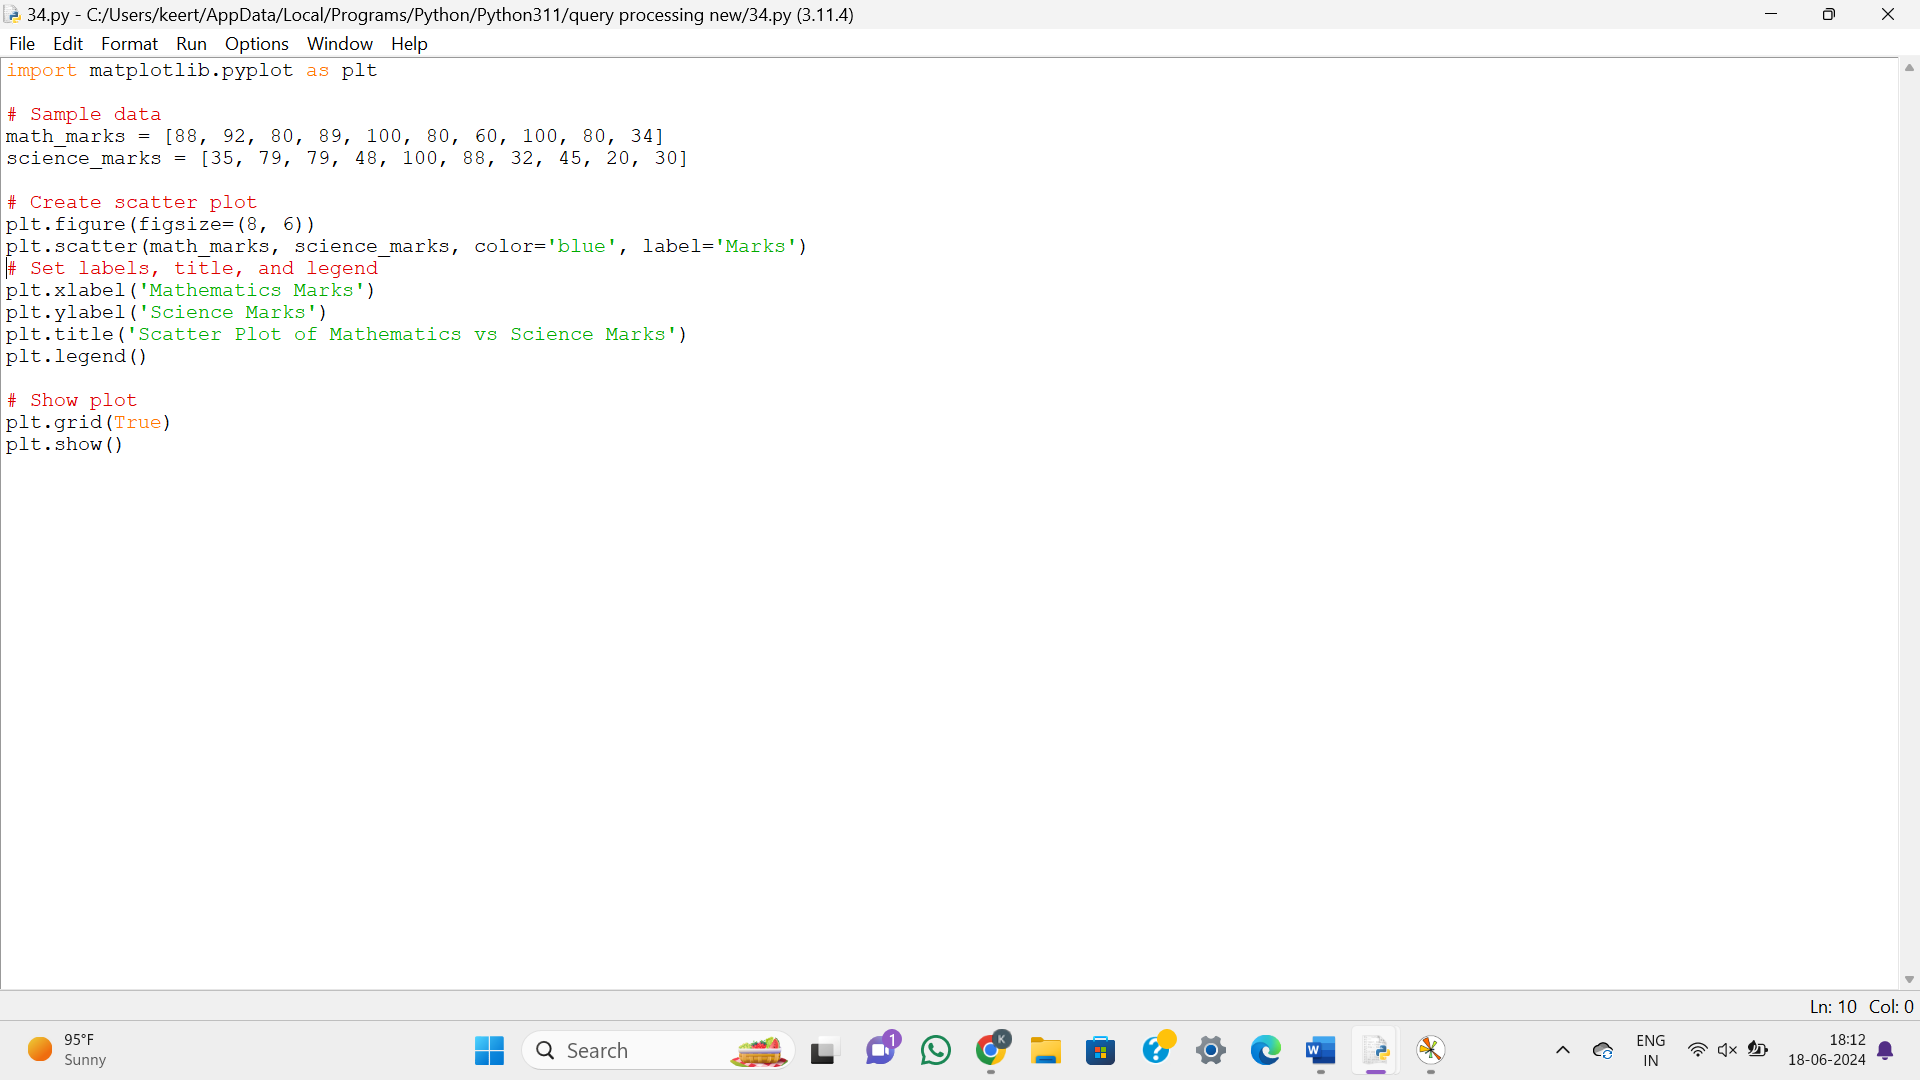 34.py - C:/Users/keert/AppData/Local/Programs/Python/Python311/query processing new/34.py (3.11.4)
File Edit Format Run Options Window Help
import matplotlib.pyplot as plt
# Sample data
math_marks = [88, 92, 80, 89, 100, 80, 60, 100, 80, 34]
science_marks = [35, 79, 79, 48, 100, 88, 32, 45, 20, 30]
# Create scatter plot
plt.figure(figsize=(8, 6))
plt.scatter(math_marks, science_marks, color='blue', label='Marks')
# Set labels, title, and legend
plt.xlabel('Mathematics Marks')
plt.ylabel('Science Marks')
plt.title('Scatter Plot of Mathematics vs Science Marks')
plt.legend()
# Show plot
plt.grid(True)
plt.show()
Ln: 10 Col: 0
95°F
Sunny
Search
1
K
W
ENG
IN
18:12
18-06-2024